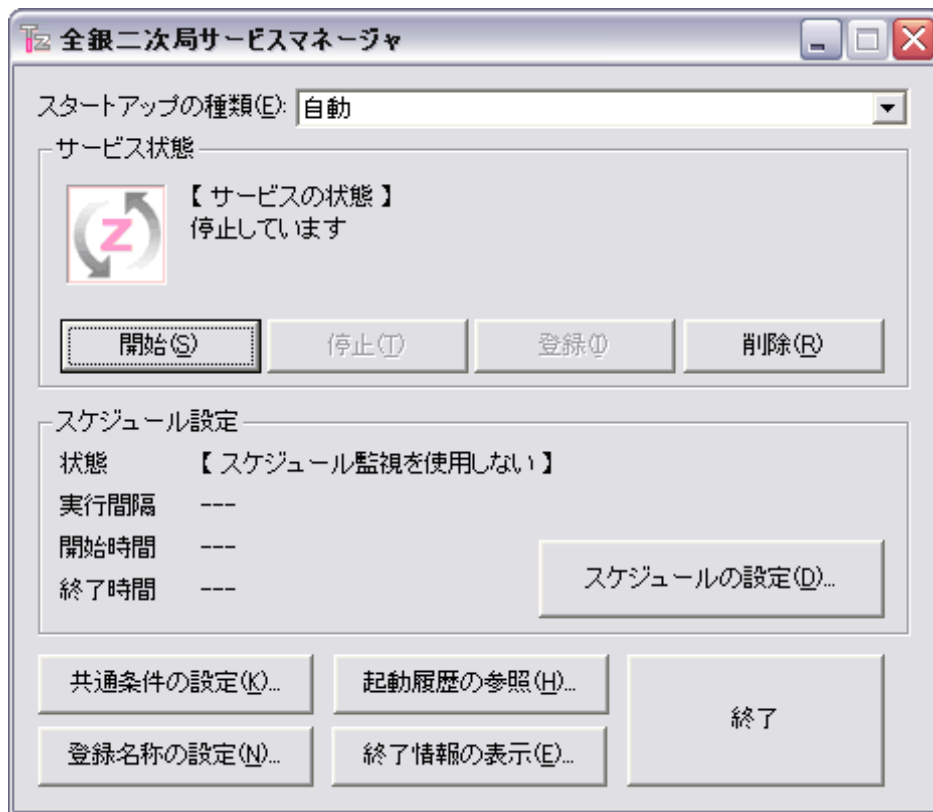 全銀二次局サービスマネージャ
スタートアップの種類(E): 自動
サービス状態
【 サービスの状態 】
停止しています
Z
開始(S) 停止(T) 登録(I) 削除(R)
スケジュール設定
状態 【 スケジュール監視を使用しない 】
実行間隔 ---
開始時間 ---
終了時間 ---
スケジュールの設定(D)...
共通条件の設定(K)... 起動履歴の参照(H)...
終了
登録名称の設定(N)... 終了情報の表示(E)...